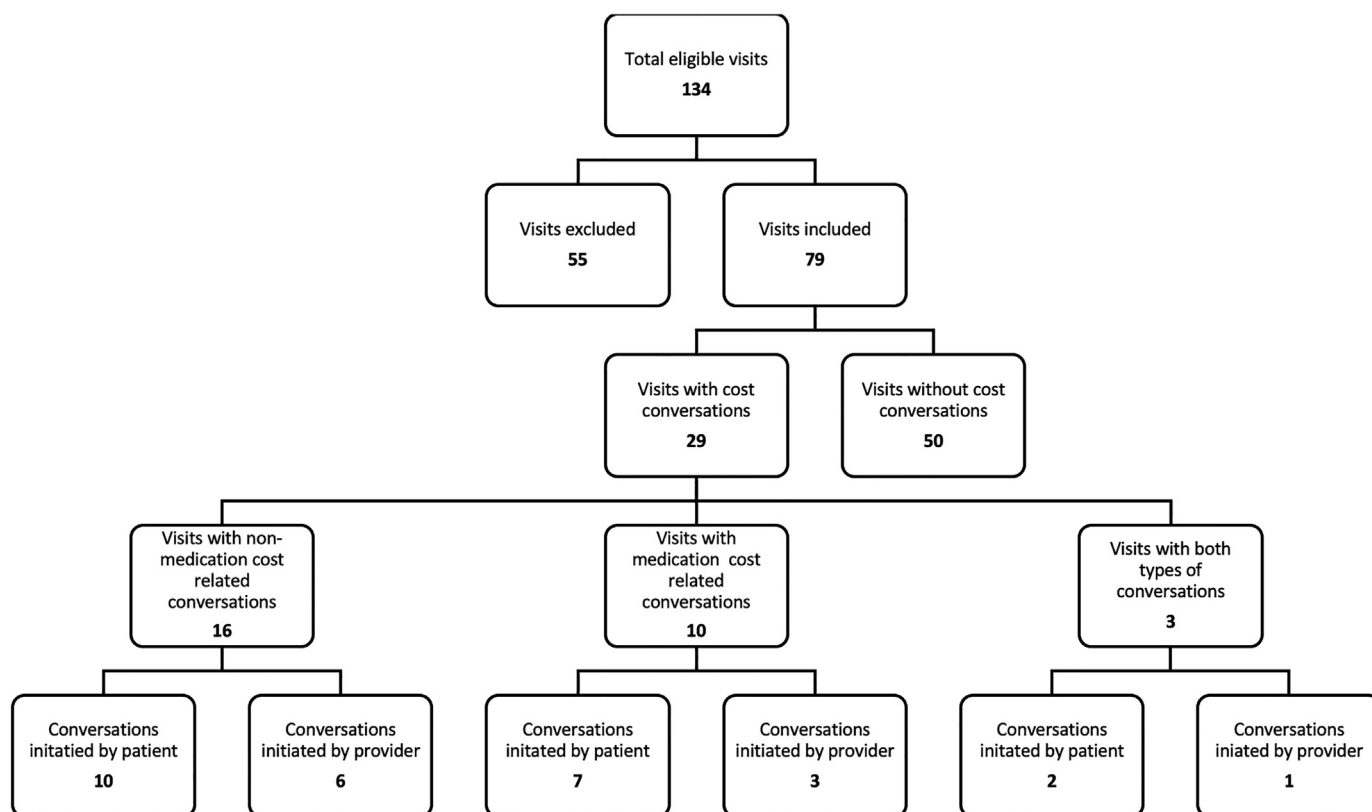 Total eligible visits
134
Visits excluded
55
Visits included
79
Visits with cost
conversations
29
Visits without cost
conversations
50
Visits with non-
medication cost
related
conversations
16
Visits with
medication cost
related
conversations
10
Visits with both
types of
conversations
3
Conversations
initatied by patient
10
Conversations
initiated by provider
6
Conversations
initated by patient
7
Conversations
initiated by provider
3
Conversations
initated by patient
2
Conversations
iniated by provider
1